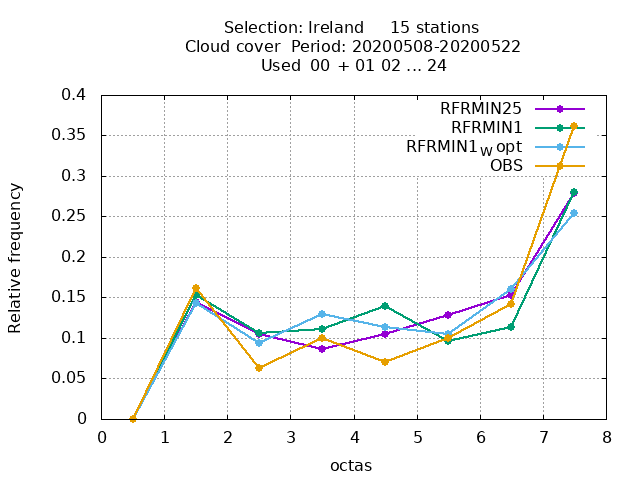 Selection: Ireland 15 stations
Cloud cover Period: 20200508-20200522
Used 00 + 01 02 ... 24
RFRMIN25
RFRMIN1
RFRMIN1w opt
OBS
0.4
0.35
0.3
0.25
0.2
0.15
0.1
0.05
0
Relative frequency
0 1 2 3 4 5 6 7 8
octas